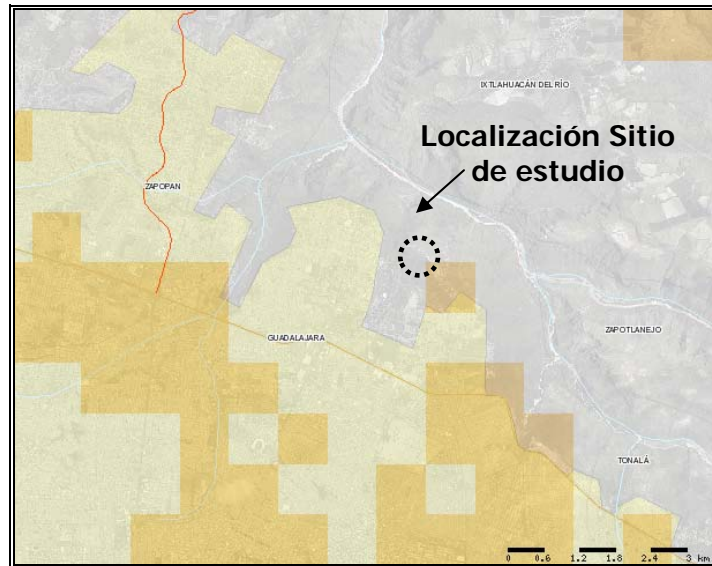 IXTLAHUACÁN DEL RÍO
Localización Sitio
de estudio
ZAPOPAN
GUADALAJARA
ZAPOTLANEJO
TONALÁ
0 0.6 1.2 1.8 2.4 3 km